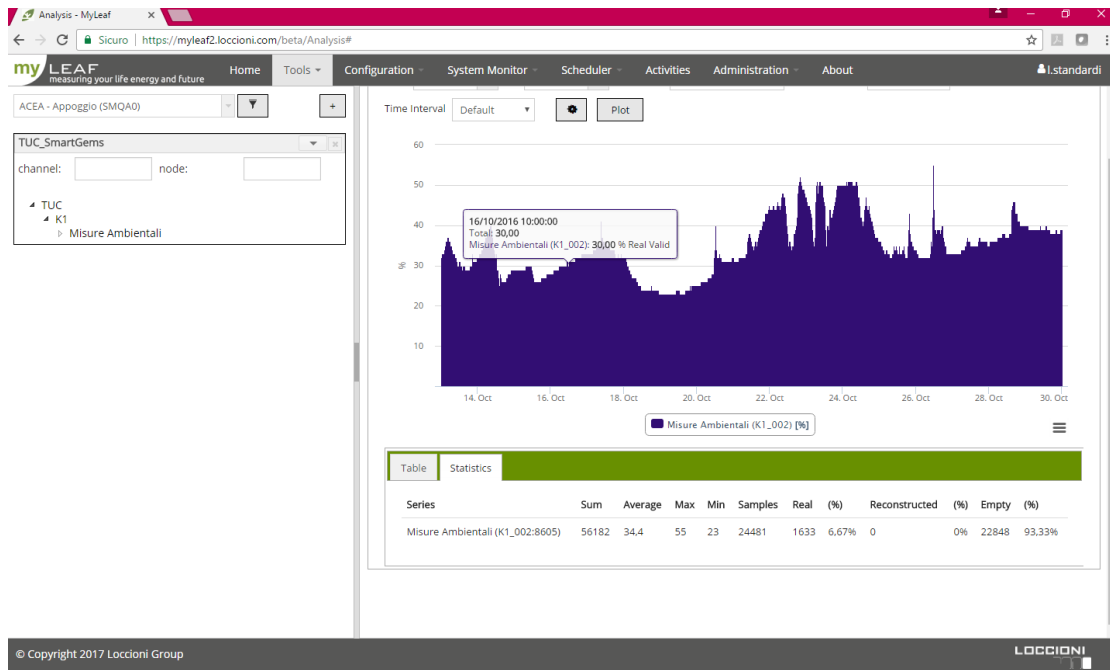 Analysis - MyLeaf
Sicuro | https://myleaf2.loccioni.com/beta/Analysis#
my LEAF
measuring your life energy and future
Home Tools Configuration System Monitor Scheduler Activities Administration About l.standardi
ACEA - Appoggio (SMQA0) +
TUC_SmartGems
channel: node:
TUC
K1
Misure Ambientali
Time Interval Default Plot
60
50
40
30
20
10
%
16/10/2016 10:00:00
Total: 30,00
Misure Ambientali (K1_002): 30,00 % Real Valid
14. Oct 16. Oct 18. Oct 20. Oct 22. Oct 24. Oct 26. Oct 28. Oct 30. Oct
Misure Ambientali (K1_002) [%]
Table Statistics
Series Sum Average Max Min Samples Real (%) Reconstructed (%) Empty (%)
Misure Ambientali (K1_002:8605) 56182 34.4 55 23 24481 1633 6,67% 0 0% 22848 93,33%
© Copyright 2017 Loccioni Group
LOCCIONI